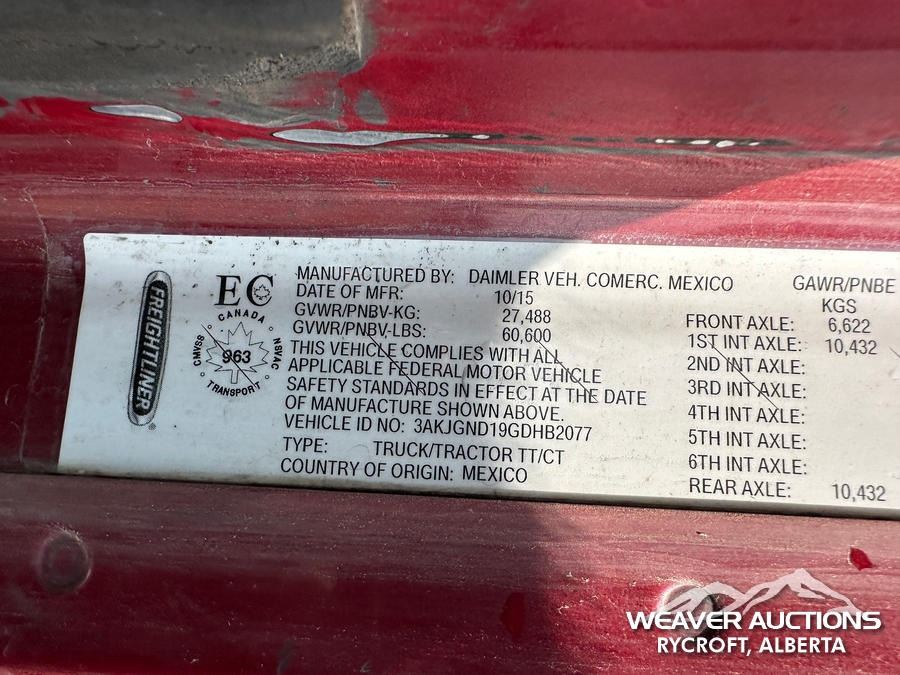 FREIGHTLINER
EC
CANADA
CMVSS 963 NSVAC
TRANSPORT
MANUFACTURED BY: DAIMLER VEH. COMERC. MEXICO
DATE OF MFR: 10/15
GVWR/PNBV-KG: 27,488
GVWR/PNBV-LBS: 60,600
THIS VEHICLE COMPLIES WITH ALL
APPLICABLE FEDERAL MOTOR VEHICLE
SAFETY STANDARDS IN EFFECT AT THE DATE
OF MANUFACTURE SHOWN ABOVE.
VEHICLE ID NO: 3AKJGND19GDHB2077
TYPE: TRUCK/TRACTOR TT/CT
COUNTRY OF ORIGIN: MEXICO
GAWR/PNBE
KGS
FRONT AXLE: 6,622
1ST INT AXLE: 10,432
2ND INT AXLE:
3RD INT AXLE:
4TH INT AXLE:
5TH INT AXLE:
6TH INT AXLE:
REAR AXLE: 10,432
WEAVER AUCTIONS
RYCROFT, ALBERTA